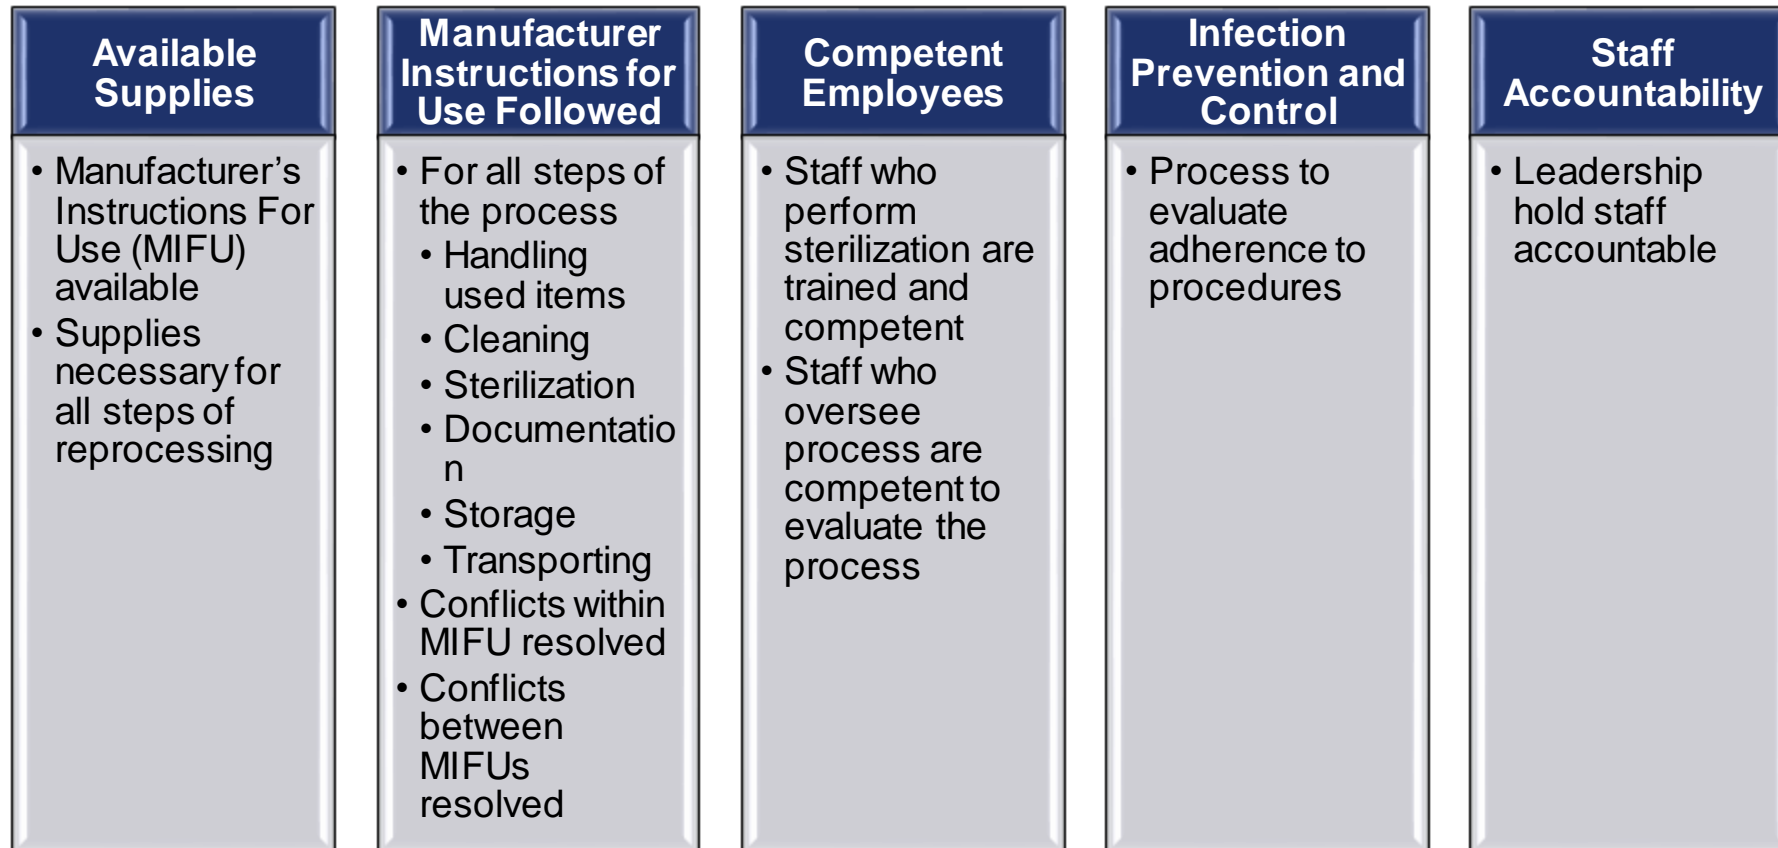 Available
Supplies
• Manufacturer's
Instructions For
Use (MIFU)
available
• Supplies
necessary for
all steps of
reprocessing
Manufacturer
Instructions for
Use Followed
• For all steps of
the process
• Handling
used items
• Cleaning
• Sterilization
• Documentatio
n
• Storage
• Transporting
• Conflicts within
MIFU resolved
• Conflicts
between
MIFUs
resolved
Competent
Employees
• Staff who
perform
sterilization are
trained and
competent
• Staff who
oversee
process are
competent to
evaluate the
process
Infection
Prevention and
Control
• Process to
evaluate
adherence to
procedures
Staff
Accountability
• Leadership
hold staff
accountable